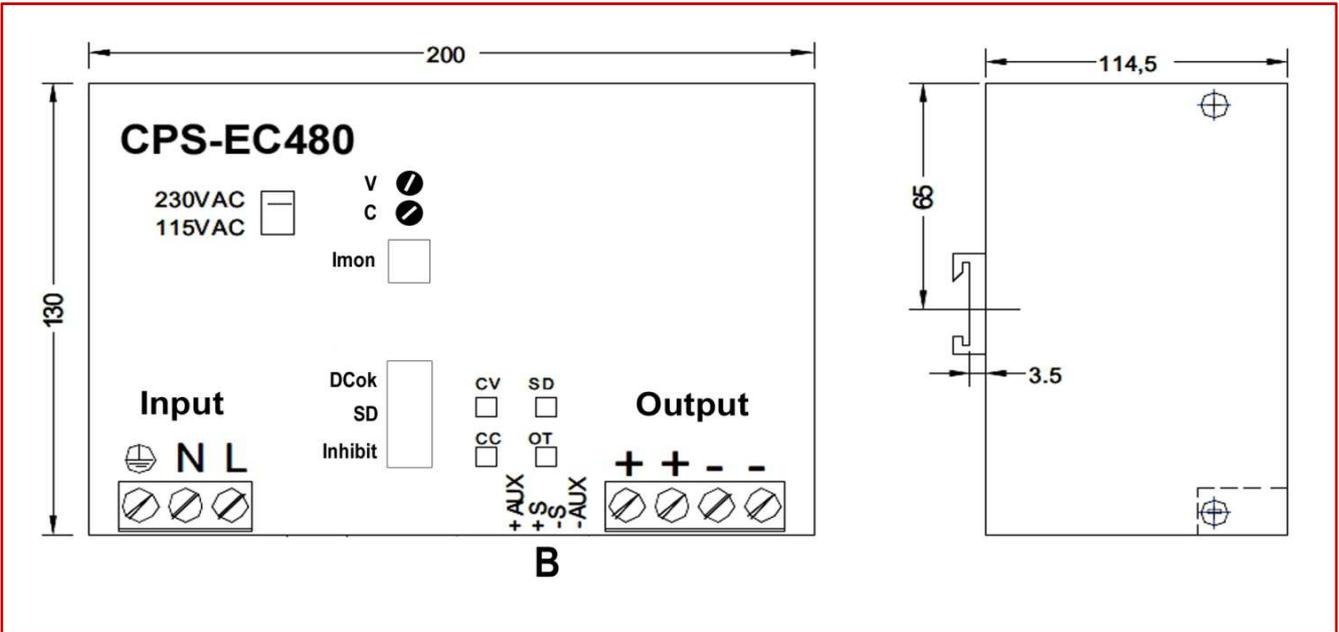 200
114,5
CPS-EC480
V
C
230VAC
115VAC
Imon
65
130
DCok
SD
Inhibit
CV SD
CC OT
3.5
Input
Output
N L
+ + - -
+ AUX
+ S
-S
-AUX
B